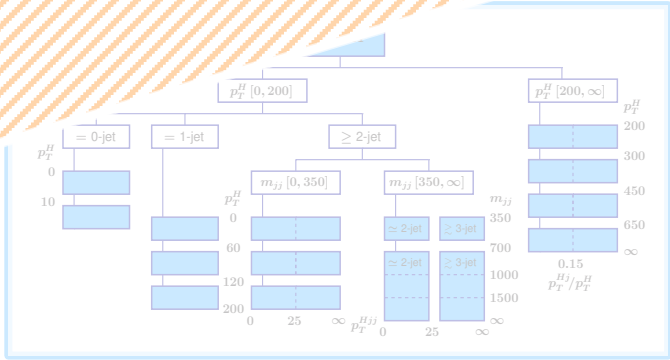 p_T^H [0, 200]
p_T^H [200, ∞]
= 0-jet
= 1-jet
≥ 2-jet
p_T^H
0
10
m_jj [0, 350]
m_jj [350, ∞]
p_T^H
0
60
120
200
0
25
∞
≃ 2-jet
≳ 3-jet
≃ 2-jet
≳ 3-jet
m_jj
350
700
1000
1500
∞
p_T^Hjj
0
25
∞
p_T^H
200
300
450
650
∞
0.15
p_T^Hj/p_T^H